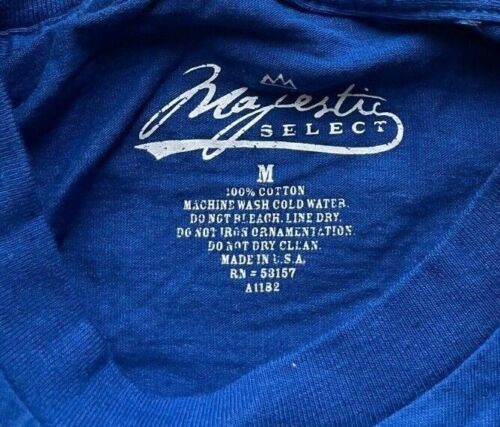 Majestic
SELECT
M
100% COTTON
MACHINE WASH COLD WATER.
DO NOT BLEACH. LINE DRY.
DO NOT IRON ORNAMENTATION.
DO NOT DRY CLEAN.
MADE IN U.S.A.
RN = 53157
A1182